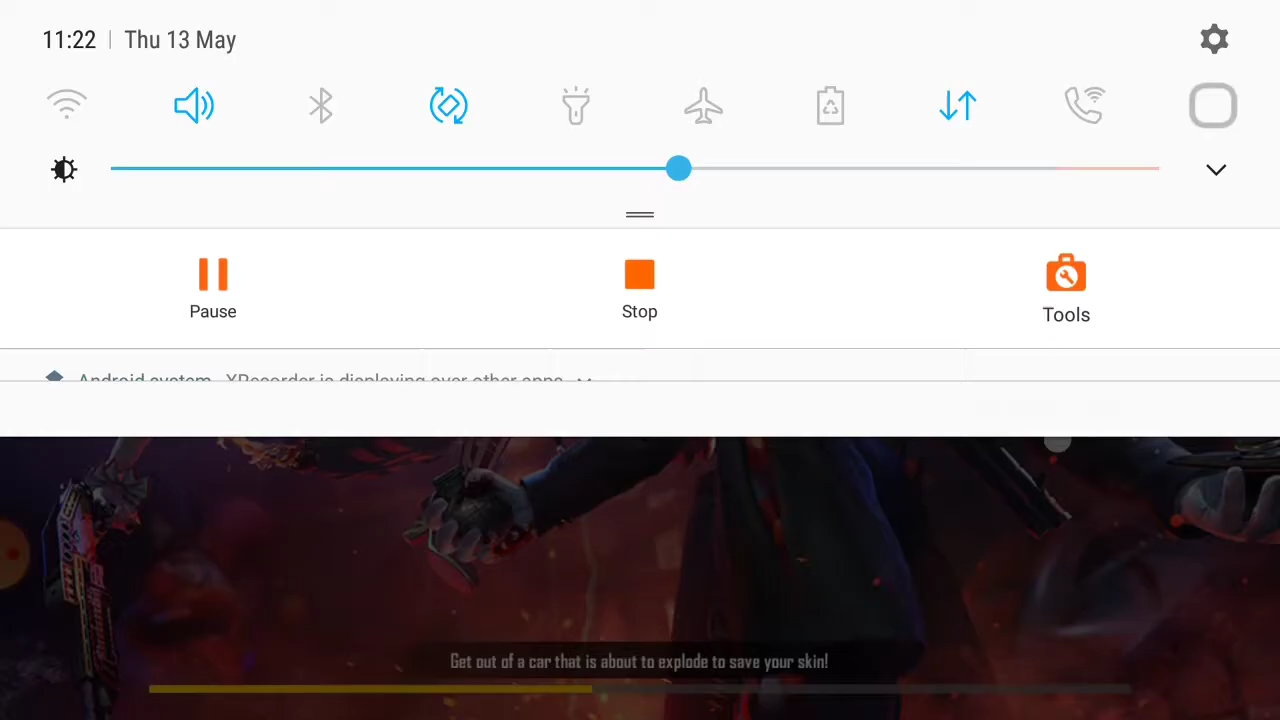 11:22 | Thu 13 May
Pause
Stop
Tools
Android system XRecorder is displaying over other apps
Get out of a car that is about to explode to save your skin!